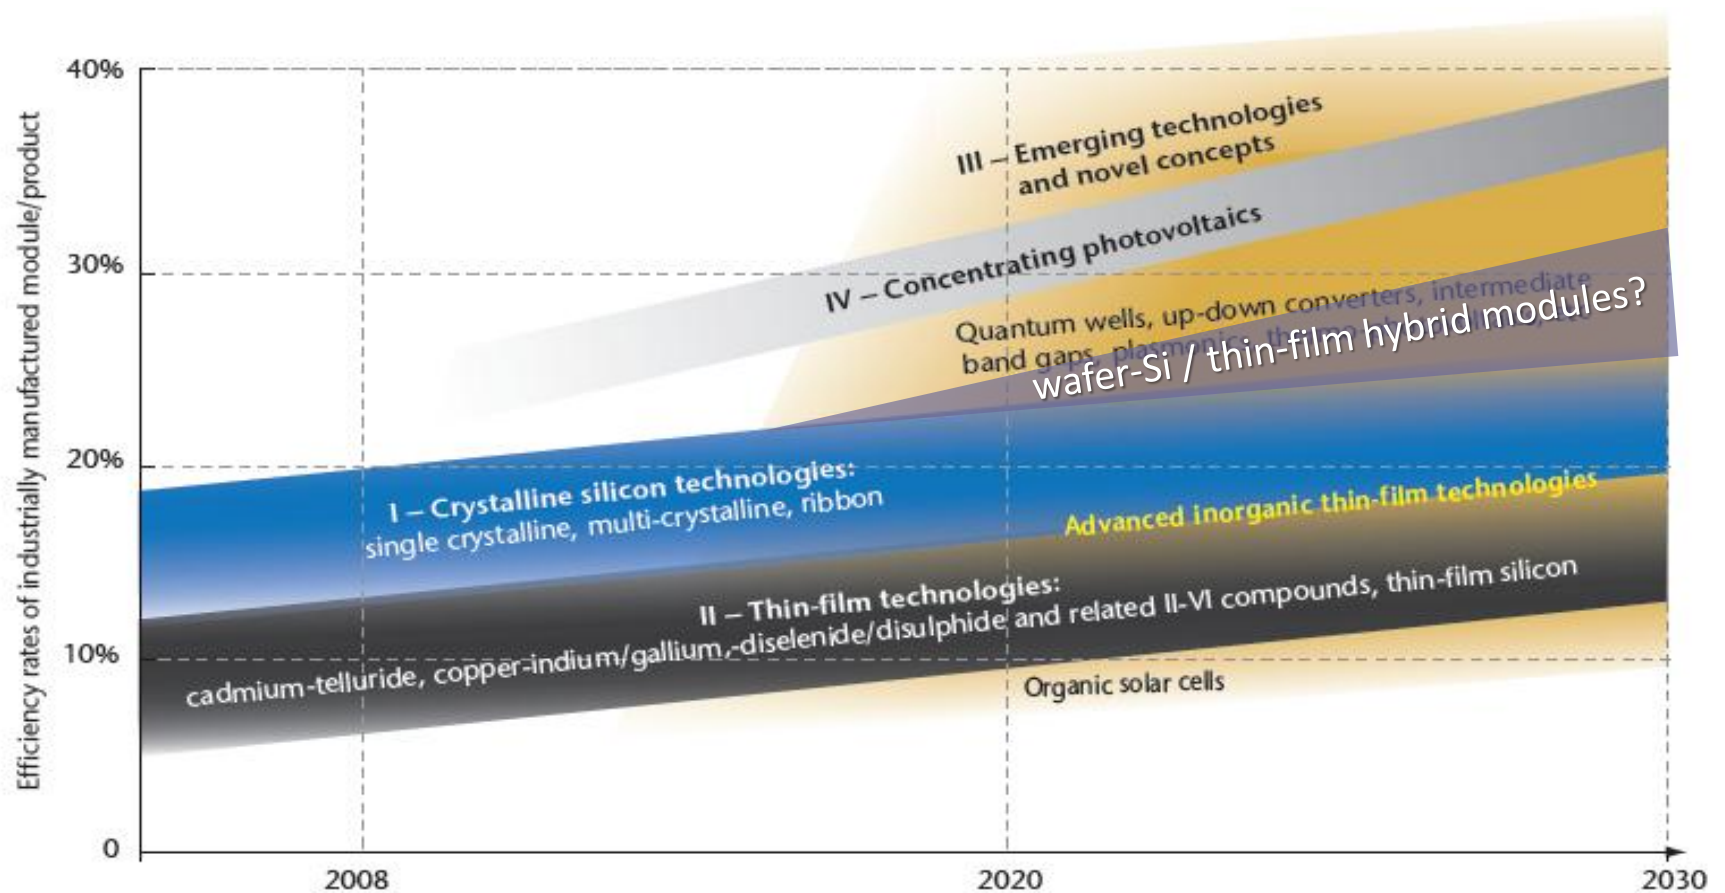 Efficiency rates of industrially manufactured module/product
40%
30%
20%
10%
0
2008
2020
2030
III – Emerging technologies
and novel concepts
IV – Concentrating photovoltaics
Quantum wells, up-down converters, intermediate
band gaps, plasmonics,
wafer-Si / thin-film hybrid modules?
I – Crystalline silicon technologies:
single crystalline, multi-crystalline, ribbon
Advanced inorganic thin-film technologies
II – Thin-film technologies:
cadmium-telluride, copper-indium/gallium,-diselenide/disulphide and related II-VI compounds, thin-film silicon
Organic solar cells